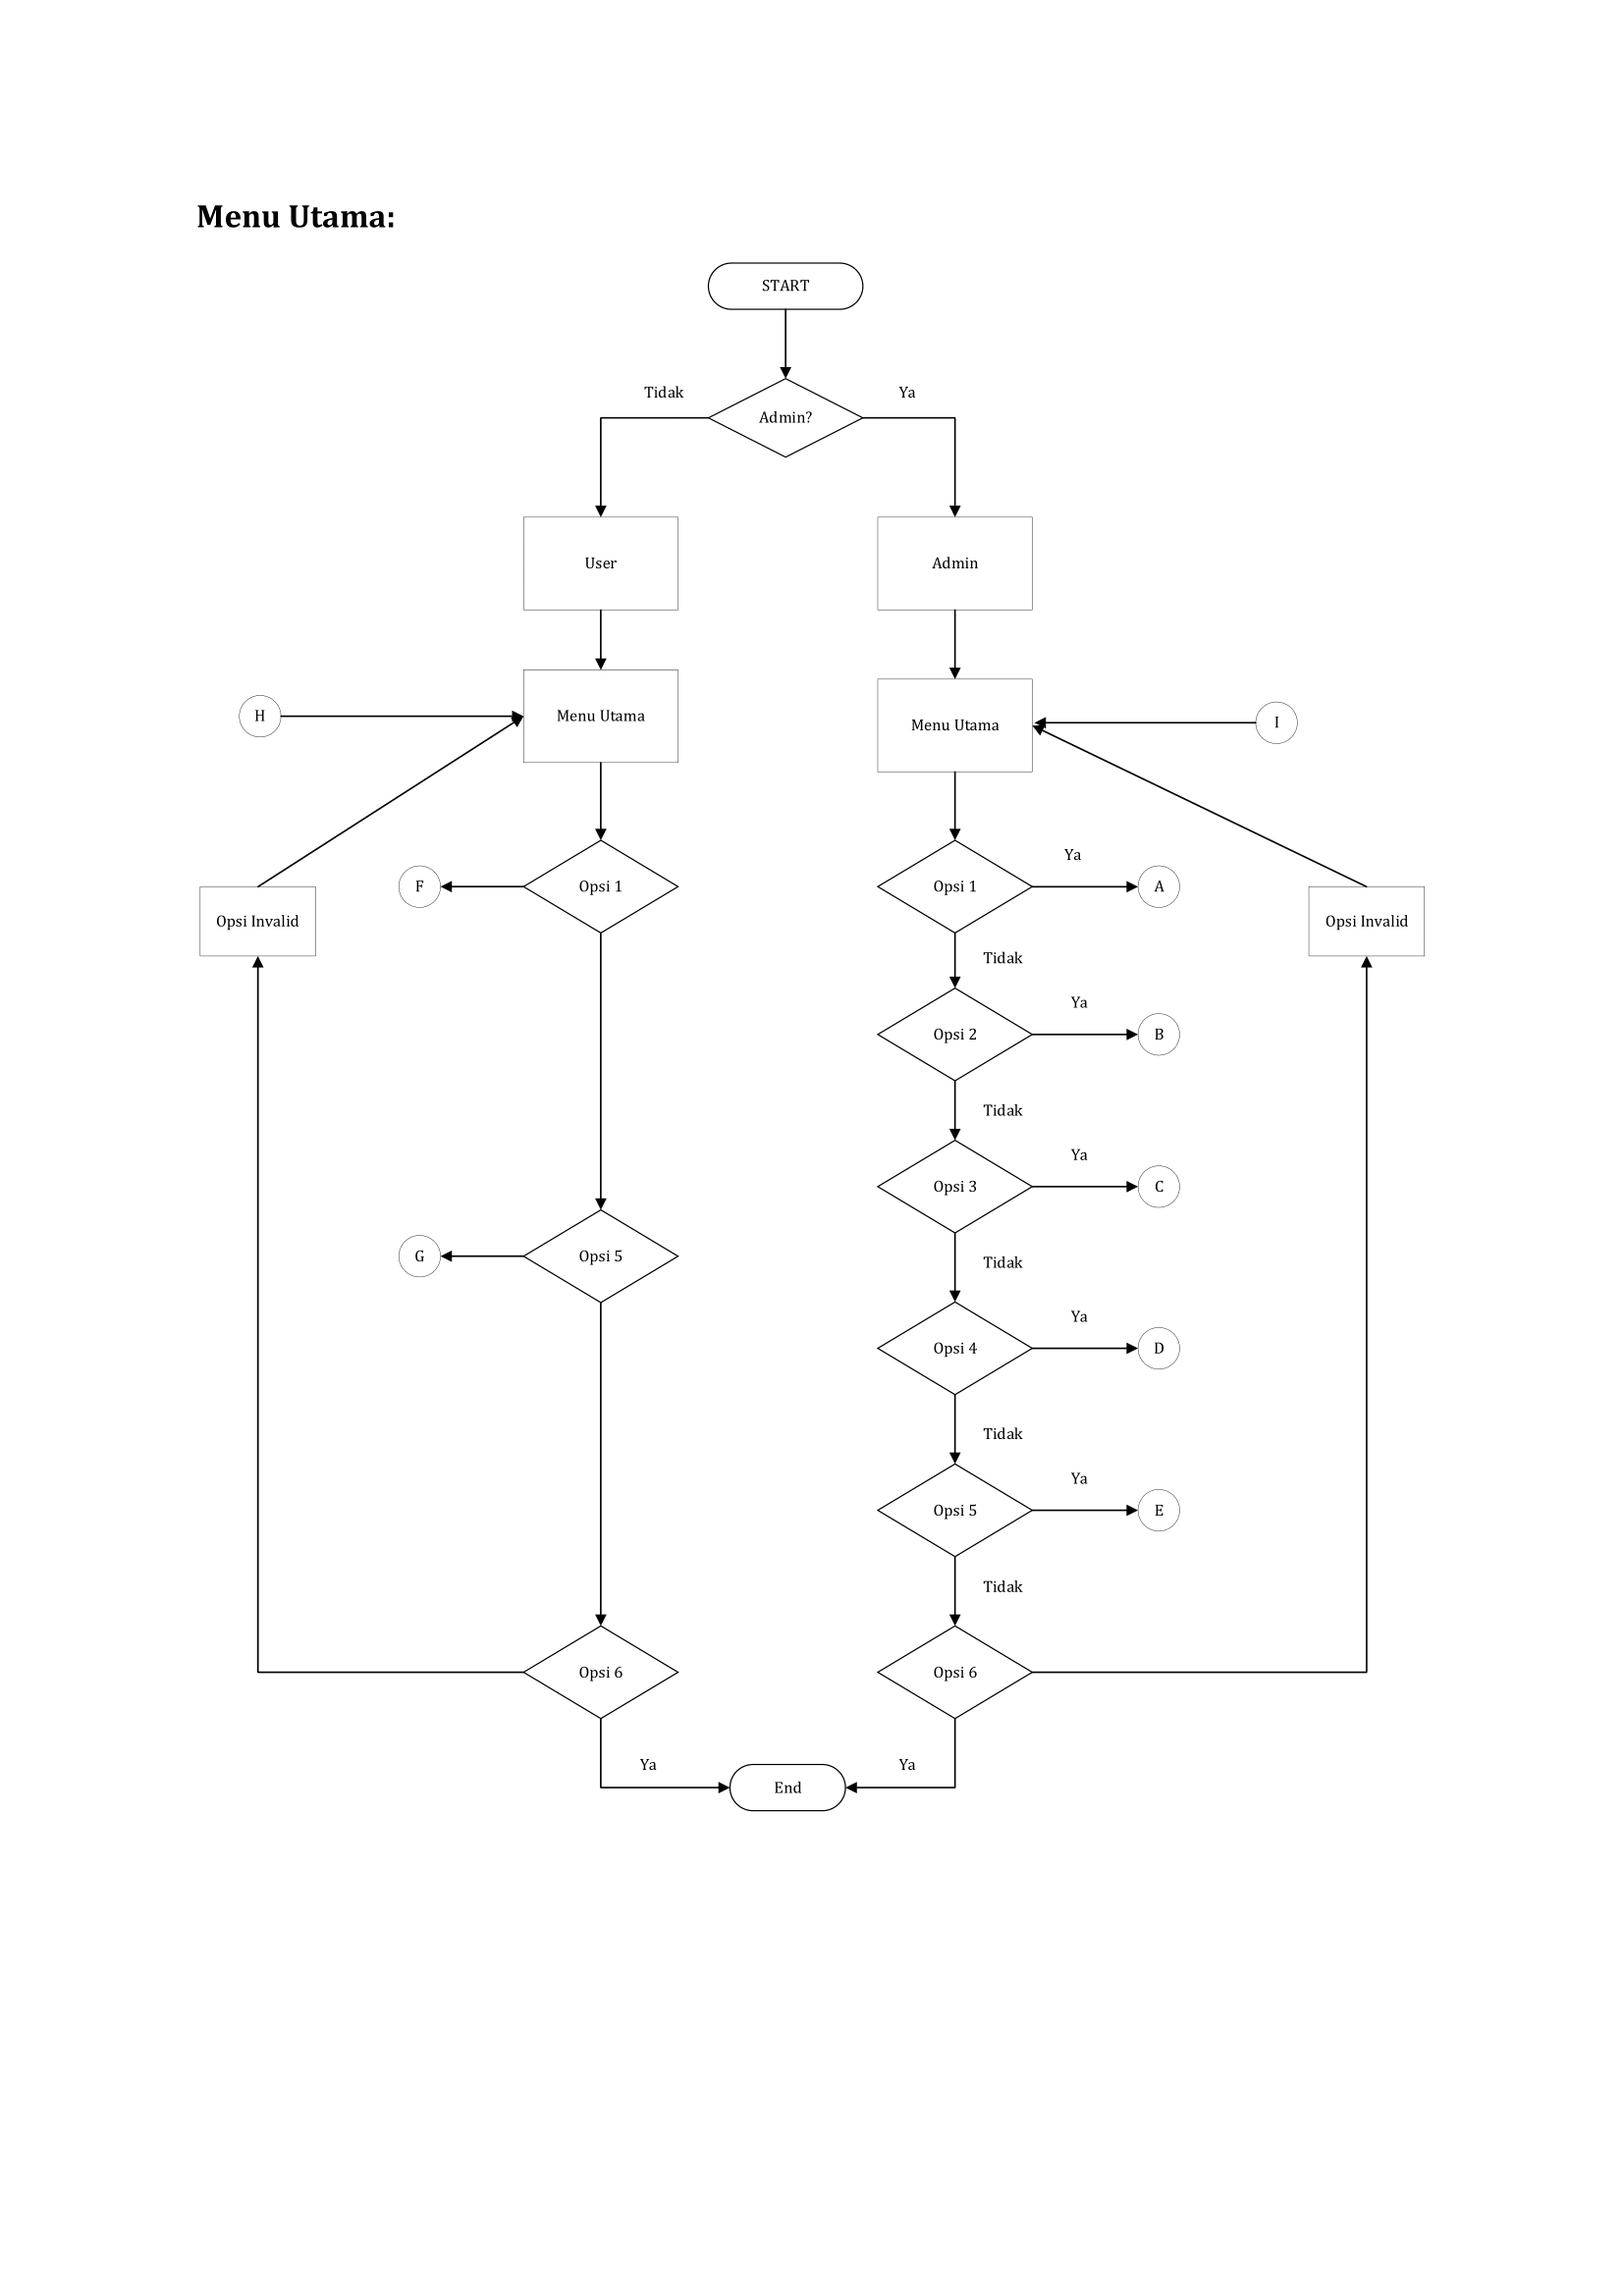 Menu Utama:
START
Tidak
Ya
Admin?
User
Admin
H
Menu Utama
Menu Utama
I
Ya
F
Opsi 1
Opsi 1
A
Opsi Invalid
Opsi Invalid
Tidak
Ya
Opsi 2
B
Tidak
Ya
Opsi 3
C
G
Opsi 5
Tidak
Ya
Opsi 4
D
Tidak
Ya
Opsi 5
E
Tidak
Opsi 6
Opsi 6
Ya
Ya
End